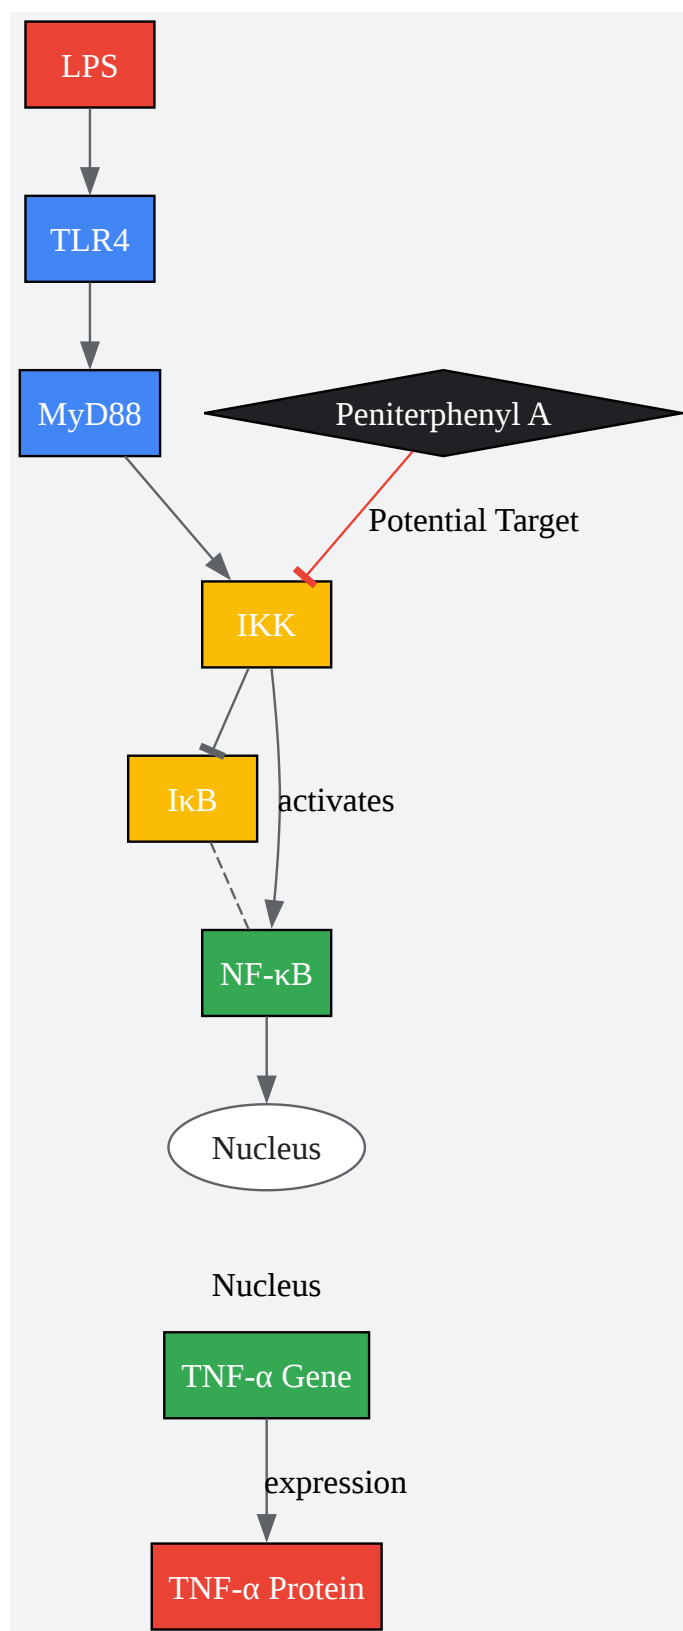 LPS
TLR4
MyD88
Peniterphenyl A
Potential Target
IKK
IκB
activates
NF-κB
Nucleus
Nucleus
TNF-α Gene
expression
TNF-α Protein